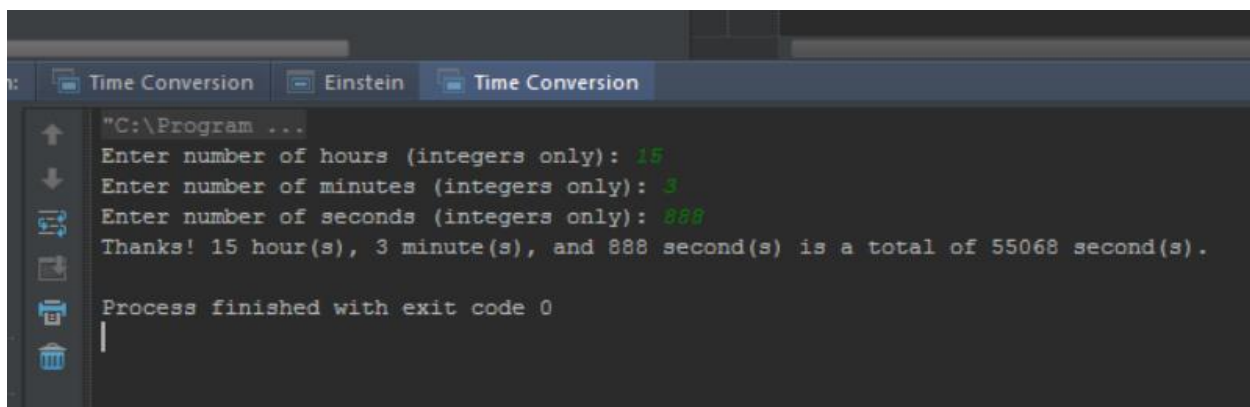 Time Conversion Einstein Time Conversion
"C:\Program ...
Enter number of hours (integers only): 15
Enter number of minutes (integers only): 3
Enter number of seconds (integers only): 888
Thanks! 15 hour(s), 3 minute(s), and 888 second(s) is a total of 55068 second(s).
Process finished with exit code 0